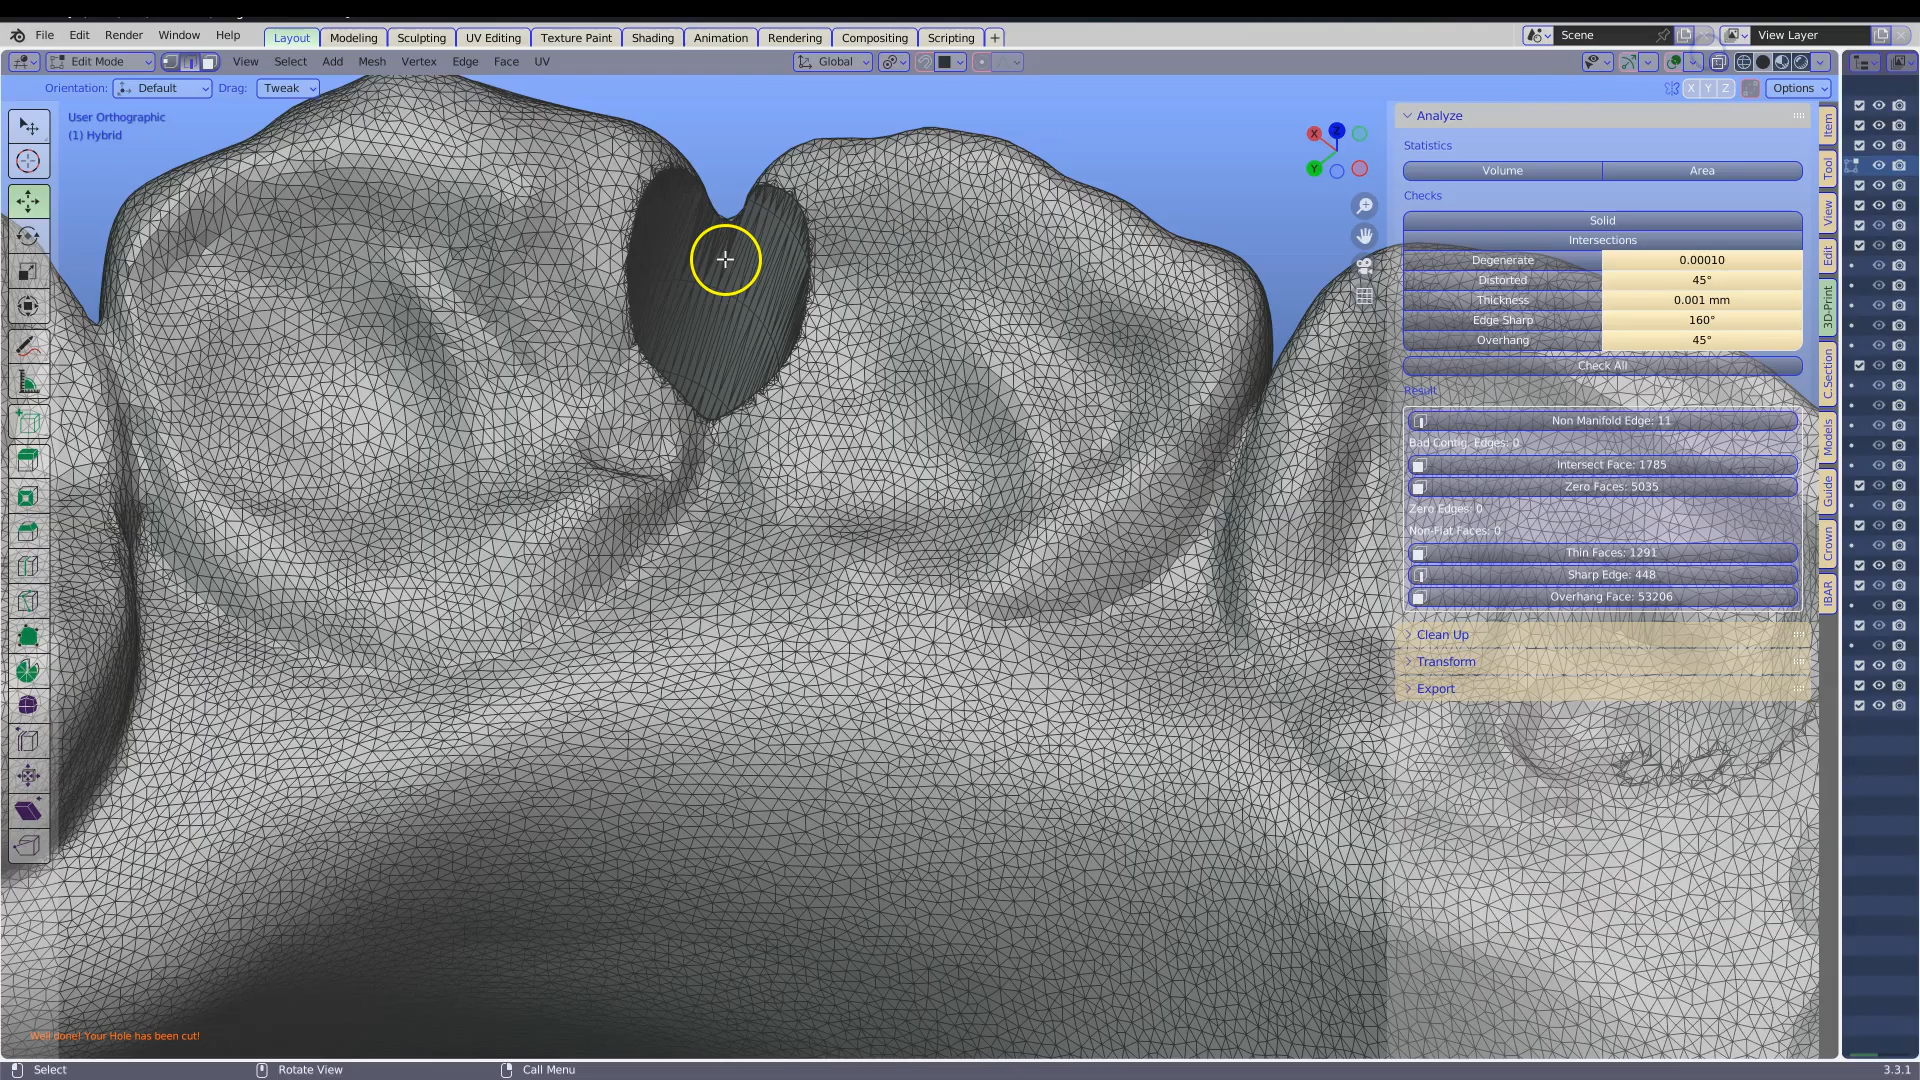 File Edit Render Window Help
Layout Modeling Sculpting UV Editing Texture Paint Shading Animation Rendering Compositing Scripting +
Scene
View Layer
Edit Mode
View Select Add Mesh Vertex Edge Face UV
Global
Orientation: Default Drag: Tweak
X Y Z
Options
User Orthographic
(1) Hybrid
X Z
Y
Analyze
Statistics
Volume Area
Checks
Solid
Intersections
Degenerate 0.00010
Distorted 45°
Thickness 0.001 mm
Edge Sharp 160°
Overhang 45°
Check All
Result
Non Manifold Edge: 11
Bad Contig. Edges: 0
Intersect Face: 1785
Zero Faces: 5035
Zero Edges: 0
Non-Flat Faces: 0
Thin Faces: 1291
Sharp Edge: 448
Overhang Face: 53206
Clean Up
Transform
Export
Item
Tool
View
Edit
3D-Print
C.Section
Models
Guide
Crown
IBAR
Well done! Your Hole has been cut!
Select Rotate View Call Menu
3.3.1